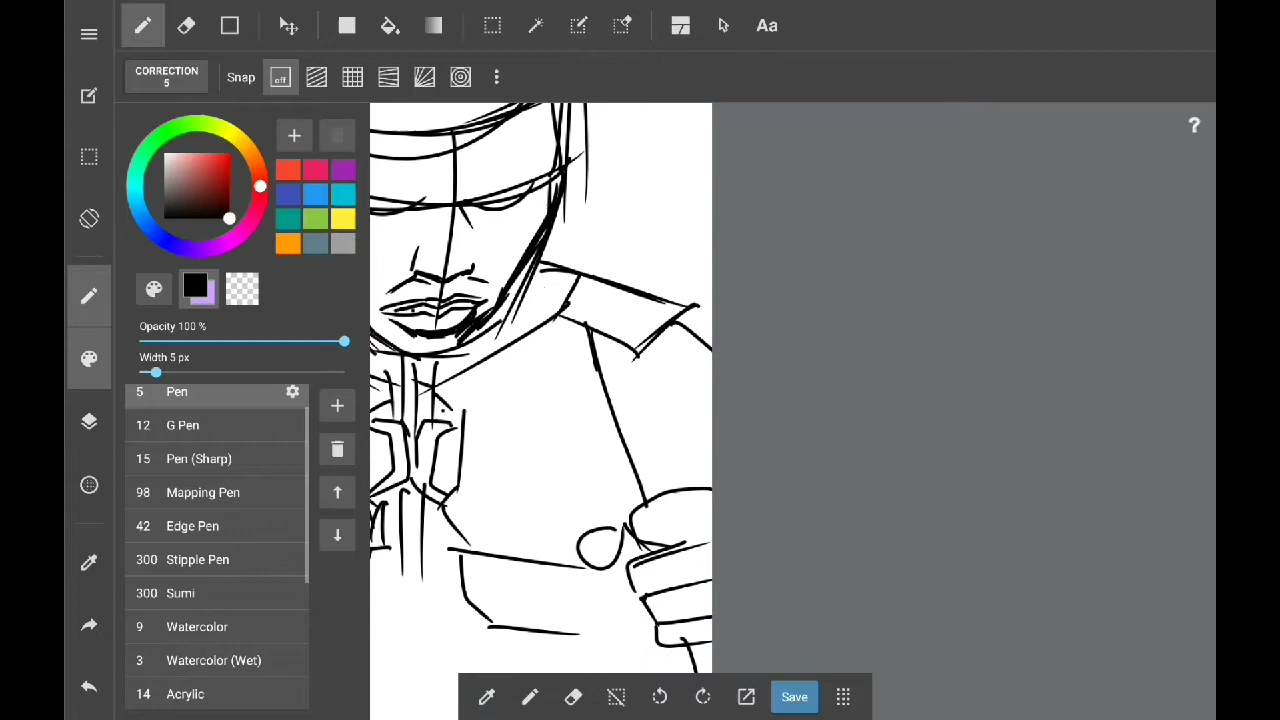 Aa
CORRECTION
5
Snap
off
?
Opacity 100 %
Width 5 px
5 Pen
12 G Pen
15 Pen (Sharp)
98 Mapping Pen
42 Edge Pen
300 Stipple Pen
300 Sumi
9 Watercolor
3 Watercolor (Wet)
14 Acrylic
Save